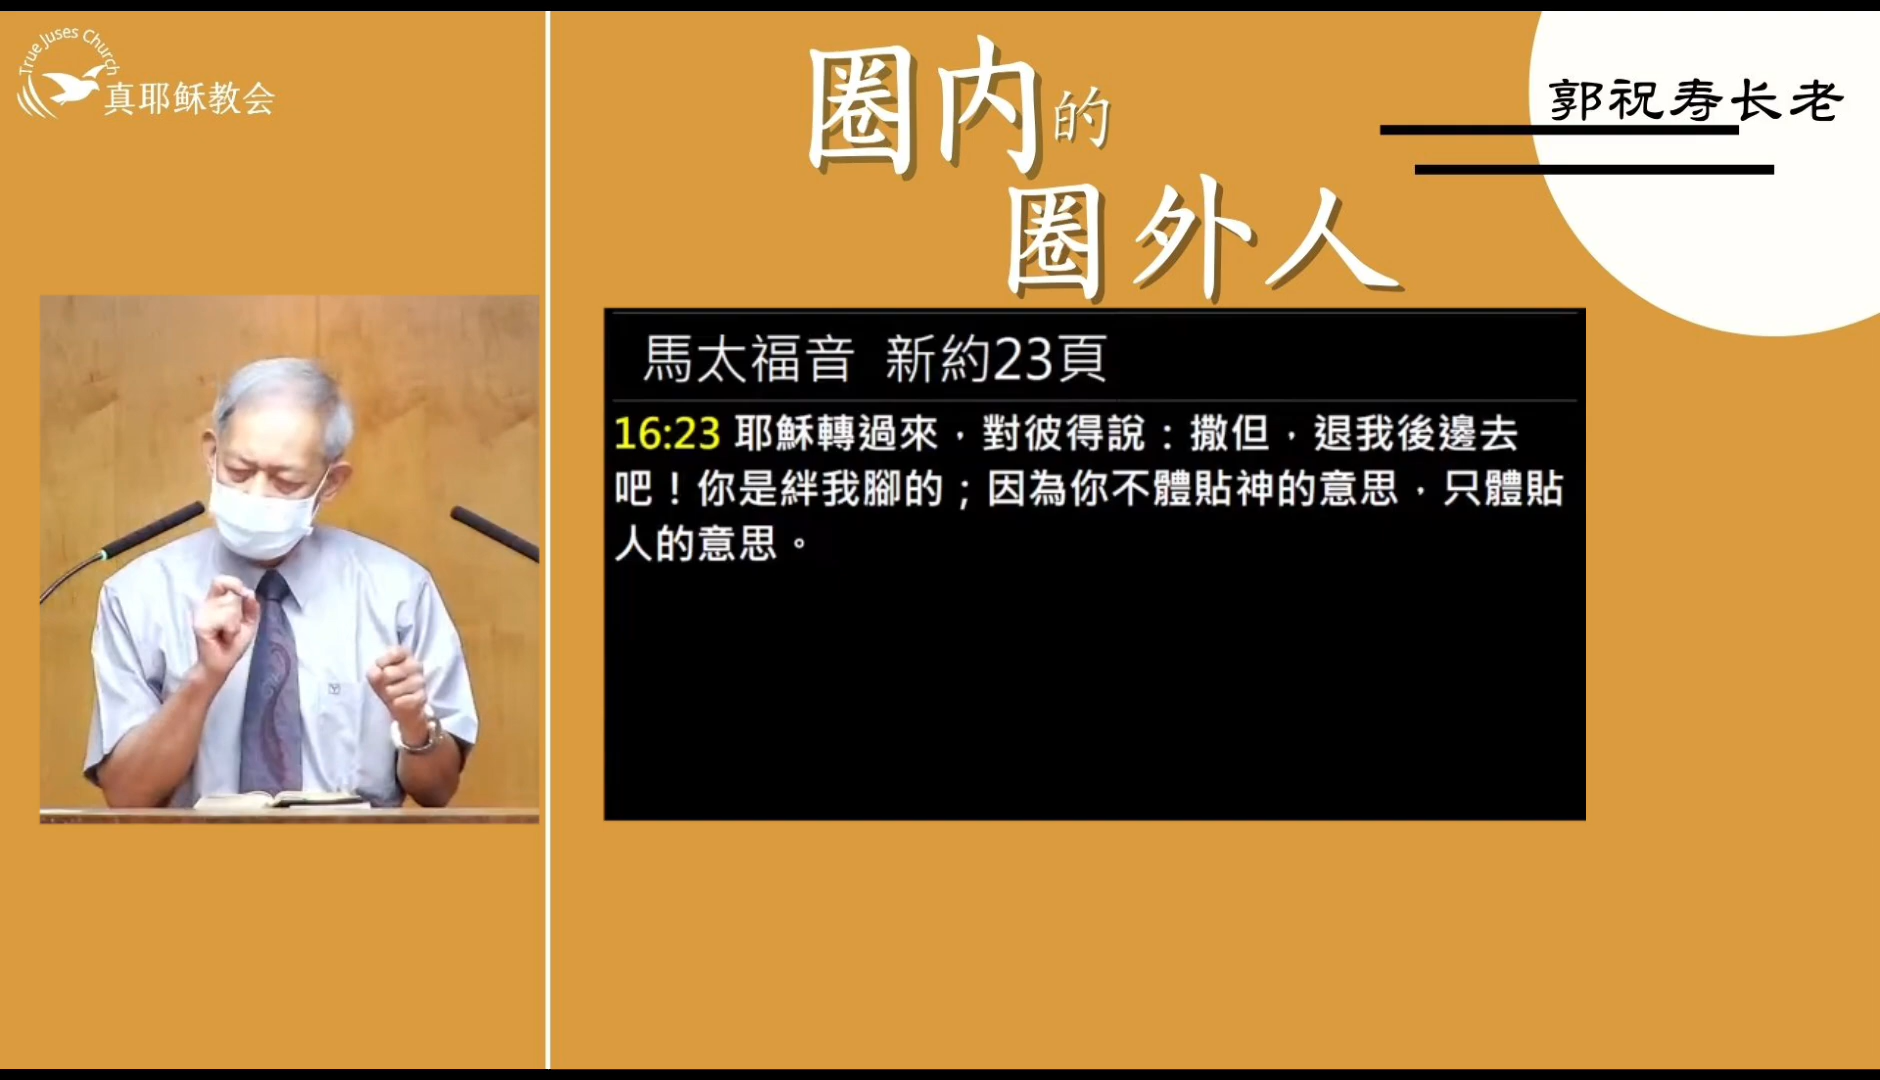 True Juses Church
真耶稣教会
圈内的
圈外人
郭祝寿长老
馬太福音 新約23頁
16:23 耶穌轉過來，對彼得說：撒但，退我後邊去
吧！你是絆我腳的；因為你不體貼神的意思，只體貼
人的意思。